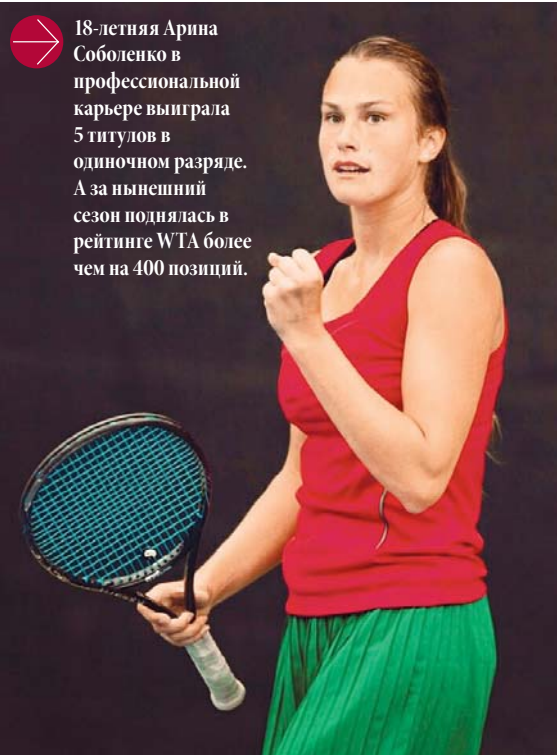 18-летняя Арина
Соболенко в
профессиональной
карьере выиграла
5 титулов в
одиночном разряде.
А за нынешний
сезон поднялась в
рейтинге WTA более
чем на 400 позиций.